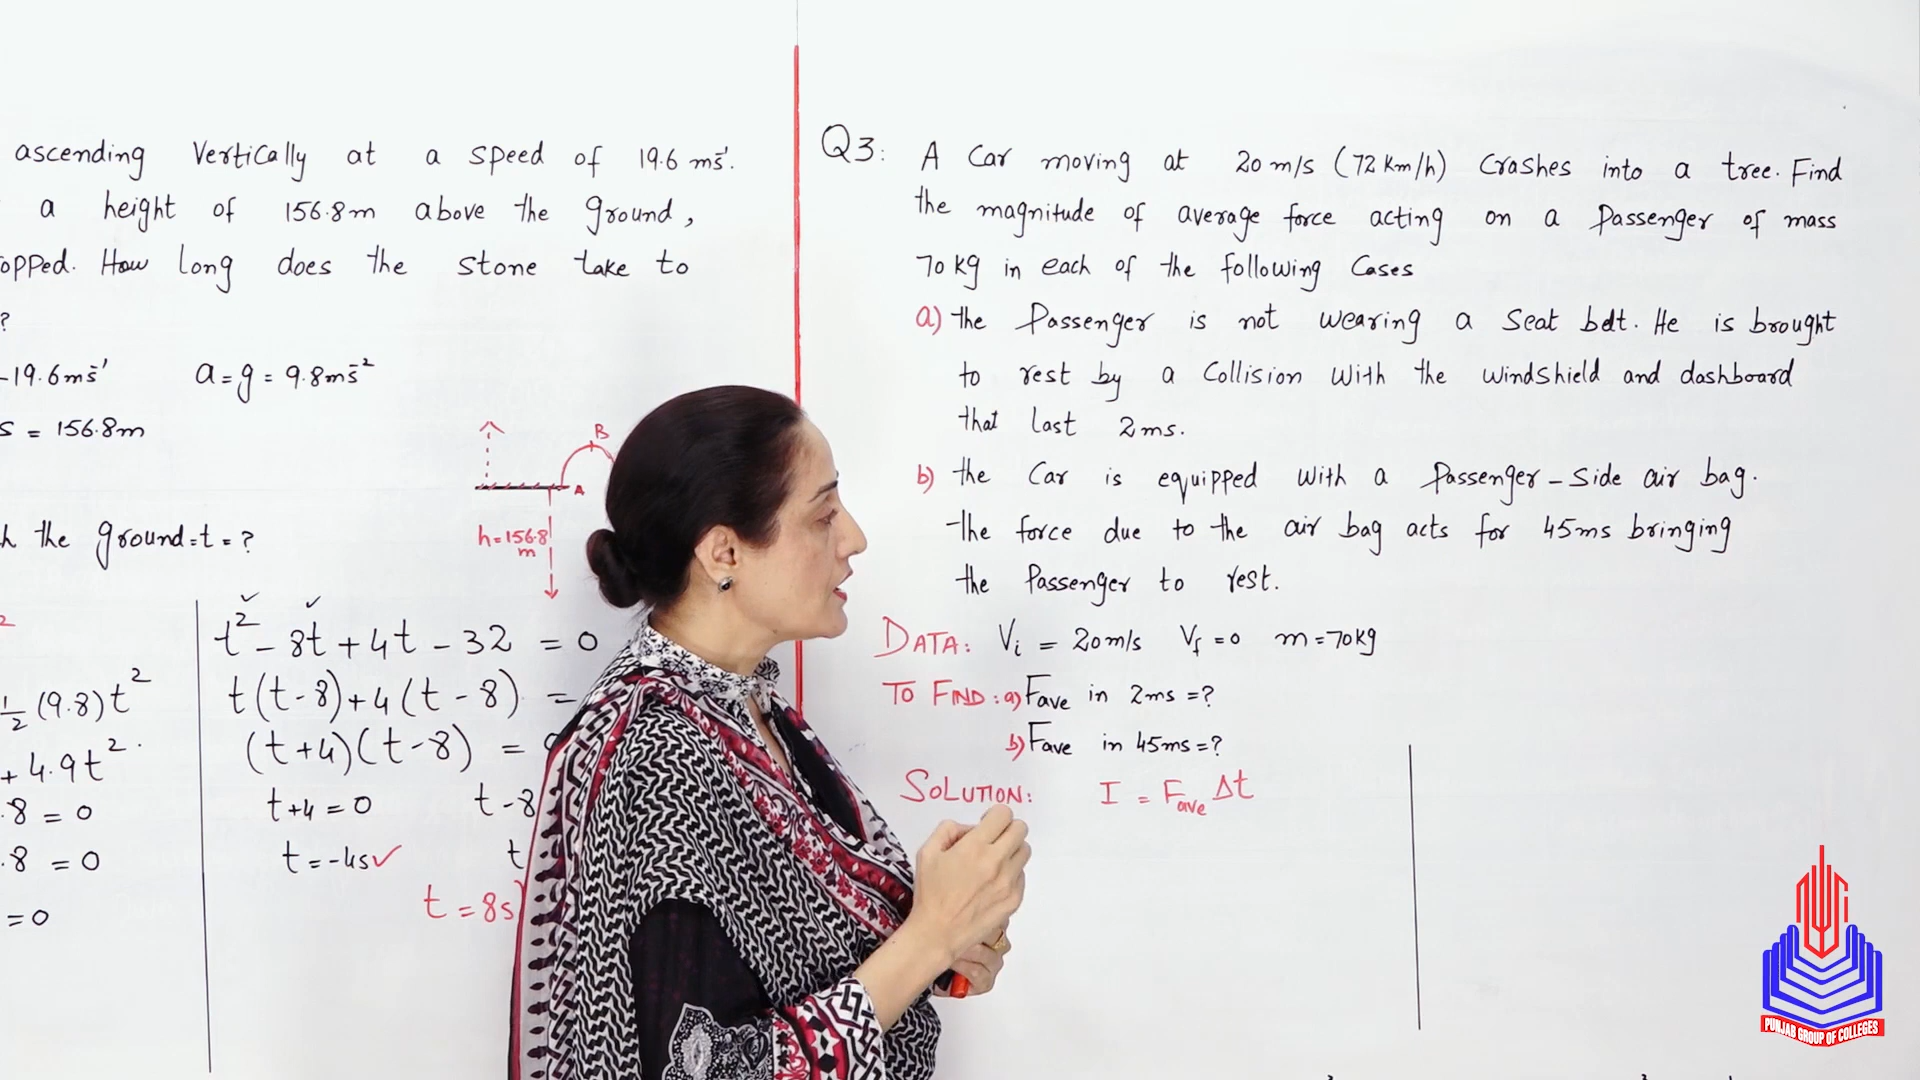 ascending Vertically at a speed of 19.6 ms⁻¹.
a height of 156.8m above the ground,
opped. How long does the stone take to
?
-19.6ms⁻¹ a=g= 9.8ms⁻²
s = 156.8m
B
A
h=156.8
m
h the ground=t=?
2
t² - 8t + 4t - 32 = 0
½ (9.8)t²
t(t-8)+4(t-8) =
+ 4.9t².
(t+4)(t-8) =
.8 = 0
t+4 = 0 t-8
.8 = 0
t = -4s✓ t
t = 8s
=0
Q3: A Car moving at 20 m/s (72 Km/h) Crashes into a tree. Find
the magnitude of average force acting on a Passenger of mass
70 kg in each of the following Cases
a) the Passenger is not wearing a Seat belt. He is brought
to rest by a Collision with the windshield and dashboard
that last 2ms.
b) the Car is equipped with a Passenger-Side air bag.
The force due to the air bag acts for 45ms bringing
the Passenger to rest.
DATA: Vi = 20m/s Vf=0 m=70kg
TO FIND: a) Fave in 2ms=?
b) Fave in 45ms=?
SOLUTION: I = Fave Δt
PUNJAB GROUP OF COLLEGES